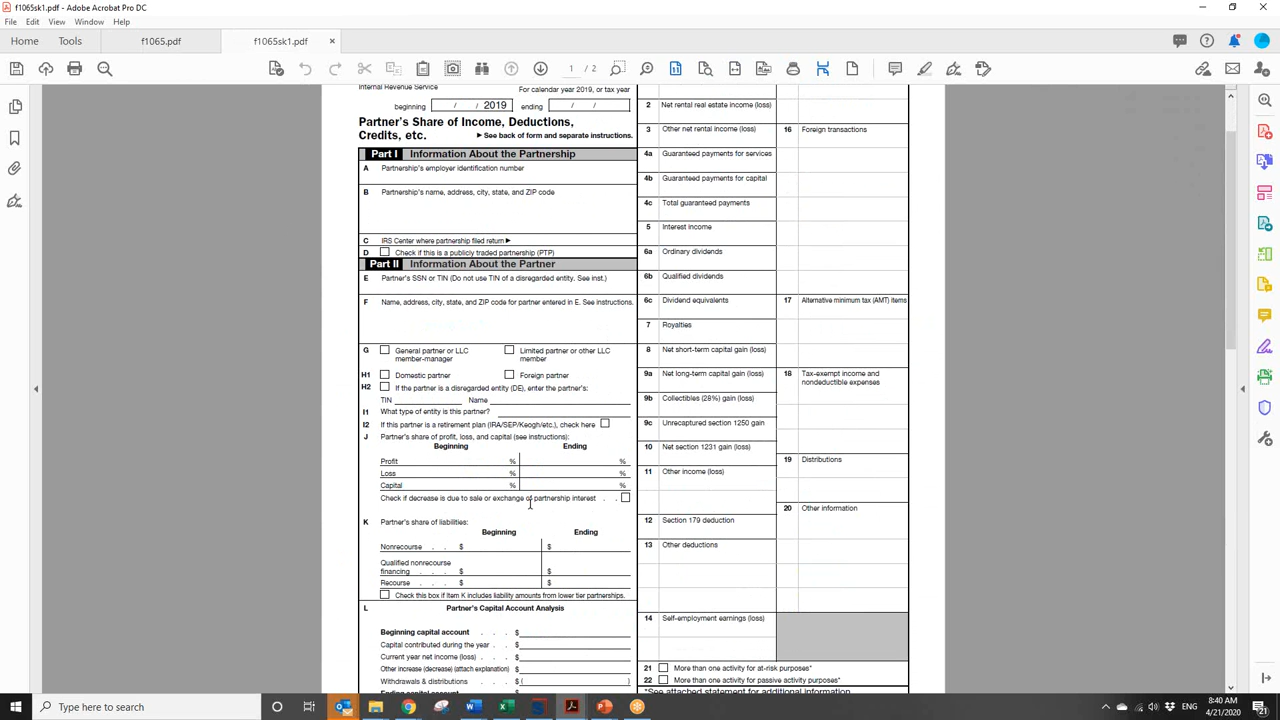 f1065sk1.pdf - Adobe Acrobat Pro DC
File Edit View Window Help
Home Tools f1065.pdf f1065sk1.pdf ×
1 / 2
Internal Revenue Service
For calendar year 2019, or tax year
beginning / / 2019 ending / /
Partner's Share of Income, Deductions,
Credits, etc. ▶ See back of form and separate instructions.
Part I Information About the Partnership
A Partnership's employer identification number
B Partnership's name, address, city, state, and ZIP code
C IRS Center where partnership filed return ▶
D Check if this is a publicly traded partnership (PTP)
Part II Information About the Partner
E Partner's SSN or TIN (Do not use TIN of a disregarded entity. See inst.)
F Name, address, city, state, and ZIP code for partner entered in E. See instructions.
G General partner or LLC member-manager
Limited partner or other LLC member
H1 Domestic partner Foreign partner
H2 If the partner is a disregarded entity (DE), enter the partner's:
TIN Name
I1 What type of entity is this partner?
I2 If this partner is a retirement plan (IRA/SEP/Keogh/etc.), check here
J Partner's share of profit, loss, and capital (see instructions):
Beginning Ending
Profit % %
Loss % %
Capital % %
Check if decrease is due to sale or exchange of partnership interest . .
K Partner's share of liabilities:
Beginning Ending
Nonrecourse . . $ $
Qualified nonrecourse
financing . . . $ $
Recourse . . . $ $
Check this box if Item K includes liability amounts from lower tier partnerships.
L Partner's Capital Account Analysis
Beginning capital account . . . $
Capital contributed during the year . . $
Current year net income (loss) . . . $
Other increase (decrease) (attach explanation) $
Withdrawals & distributions . . . $( )
Ending capital account
2 Net rental real estate income (loss)
3 Other net rental income (loss)
4a Guaranteed payments for services
4b Guaranteed payments for capital
4c Total guaranteed payments
5 Interest income
6a Ordinary dividends
6b Qualified dividends
6c Dividend equivalents
7 Royalties
8 Net short-term capital gain (loss)
9a Net long-term capital gain (loss)
9b Collectibles (28%) gain (loss)
9c Unrecaptured section 1250 gain
10 Net section 1231 gain (loss)
11 Other income (loss)
12 Section 179 deduction
13 Other deductions
14 Self-employment earnings (loss)
16 Foreign transactions
17 Alternative minimum tax (AMT) items
18 Tax-exempt income and
nondeductible expenses
19 Distributions
20 Other information
21 More than one activity for at-risk purposes*
22 More than one activity for passive activity purposes*
*See attached statement for additional information
Type here to search
8:40 AM
4/21/2020